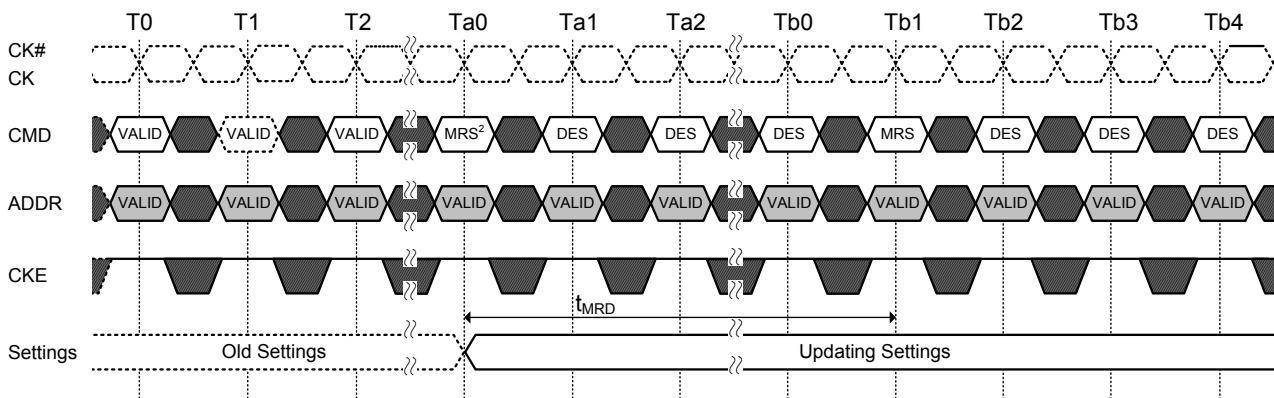 T0 T1 T2 Ta0 Ta1 Ta2 Tb0 Tb1 Tb2 Tb3 Tb4
CK#
CK
CMD VALID VALID VALID MRS² DES DES DES MRS DES DES DES
ADDR VALID VALID VALID VALID VALID VALID VALID VALID VALID VALID VALID
CKE
tMRD
Settings Old Settings Updating Settings